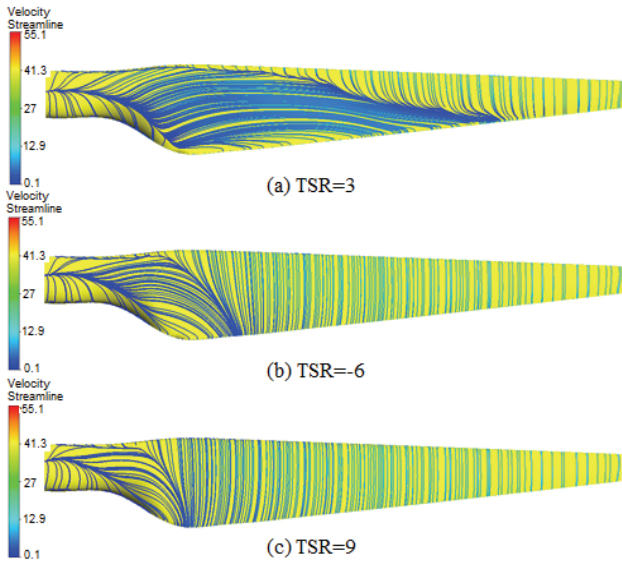 Velocity
Streamline
55.1
41.3
27
12.9
0.1
(a) TSR=3
Velocity
Streamline
55.1
41.3
27
12.9
0.1
(b) TSR=-6
Velocity
Streamline
55.1
41.3
27
12.9
0.1
(c) TSR=9